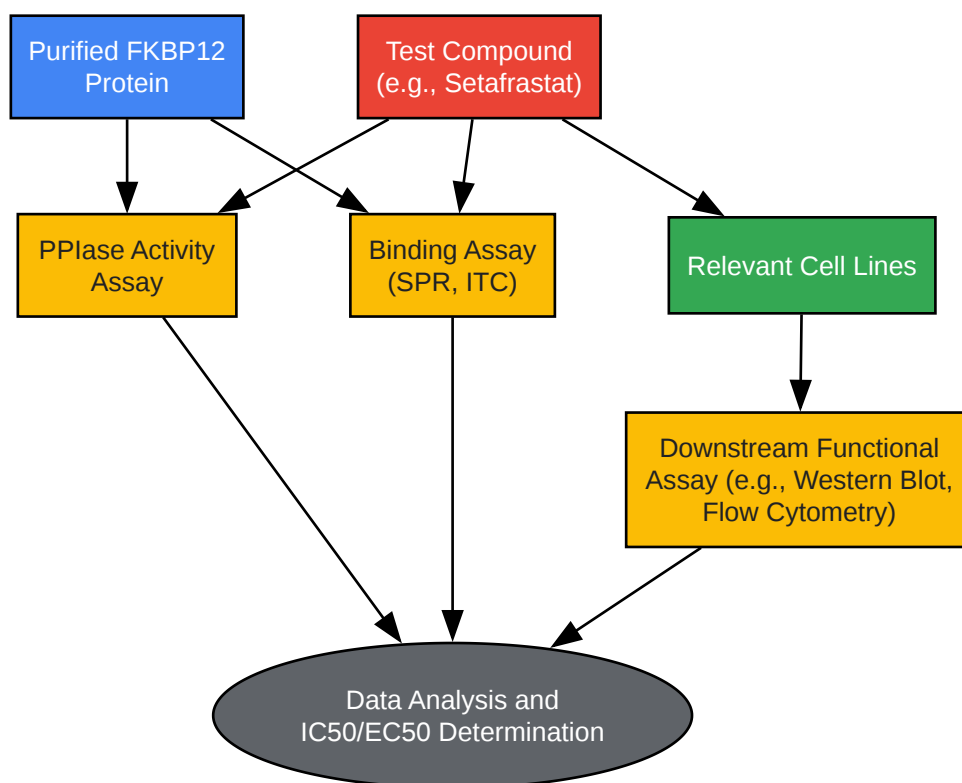 Purified FKBP12
Protein
Test Compound
(e.g., Setafrastat)
PPIase Activity
Assay
Binding Assay
(SPR, ITC)
Relevant Cell Lines
Downstream Functional
Assay (e.g., Western Blot,
Flow Cytometry)
Data Analysis and
IC50/EC50 Determination